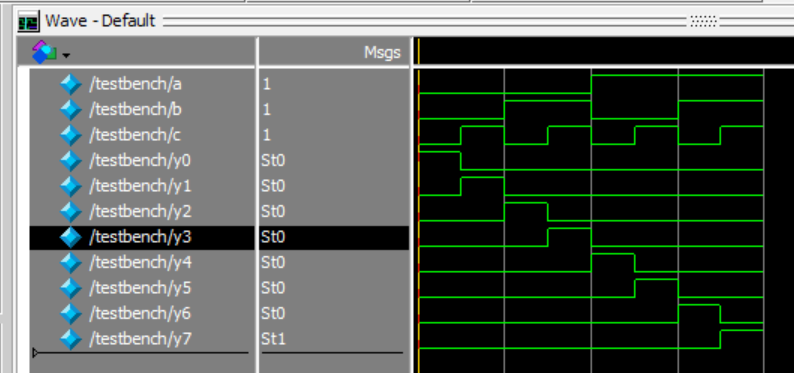 Wave - Default
Msgs
/testbench/a 1
/testbench/b 1
/testbench/c 1
/testbench/y0 St0
/testbench/y1 St0
/testbench/y2 St0
/testbench/y3 St0
/testbench/y4 St0
/testbench/y5 St0
/testbench/y6 St0
/testbench/y7 St1